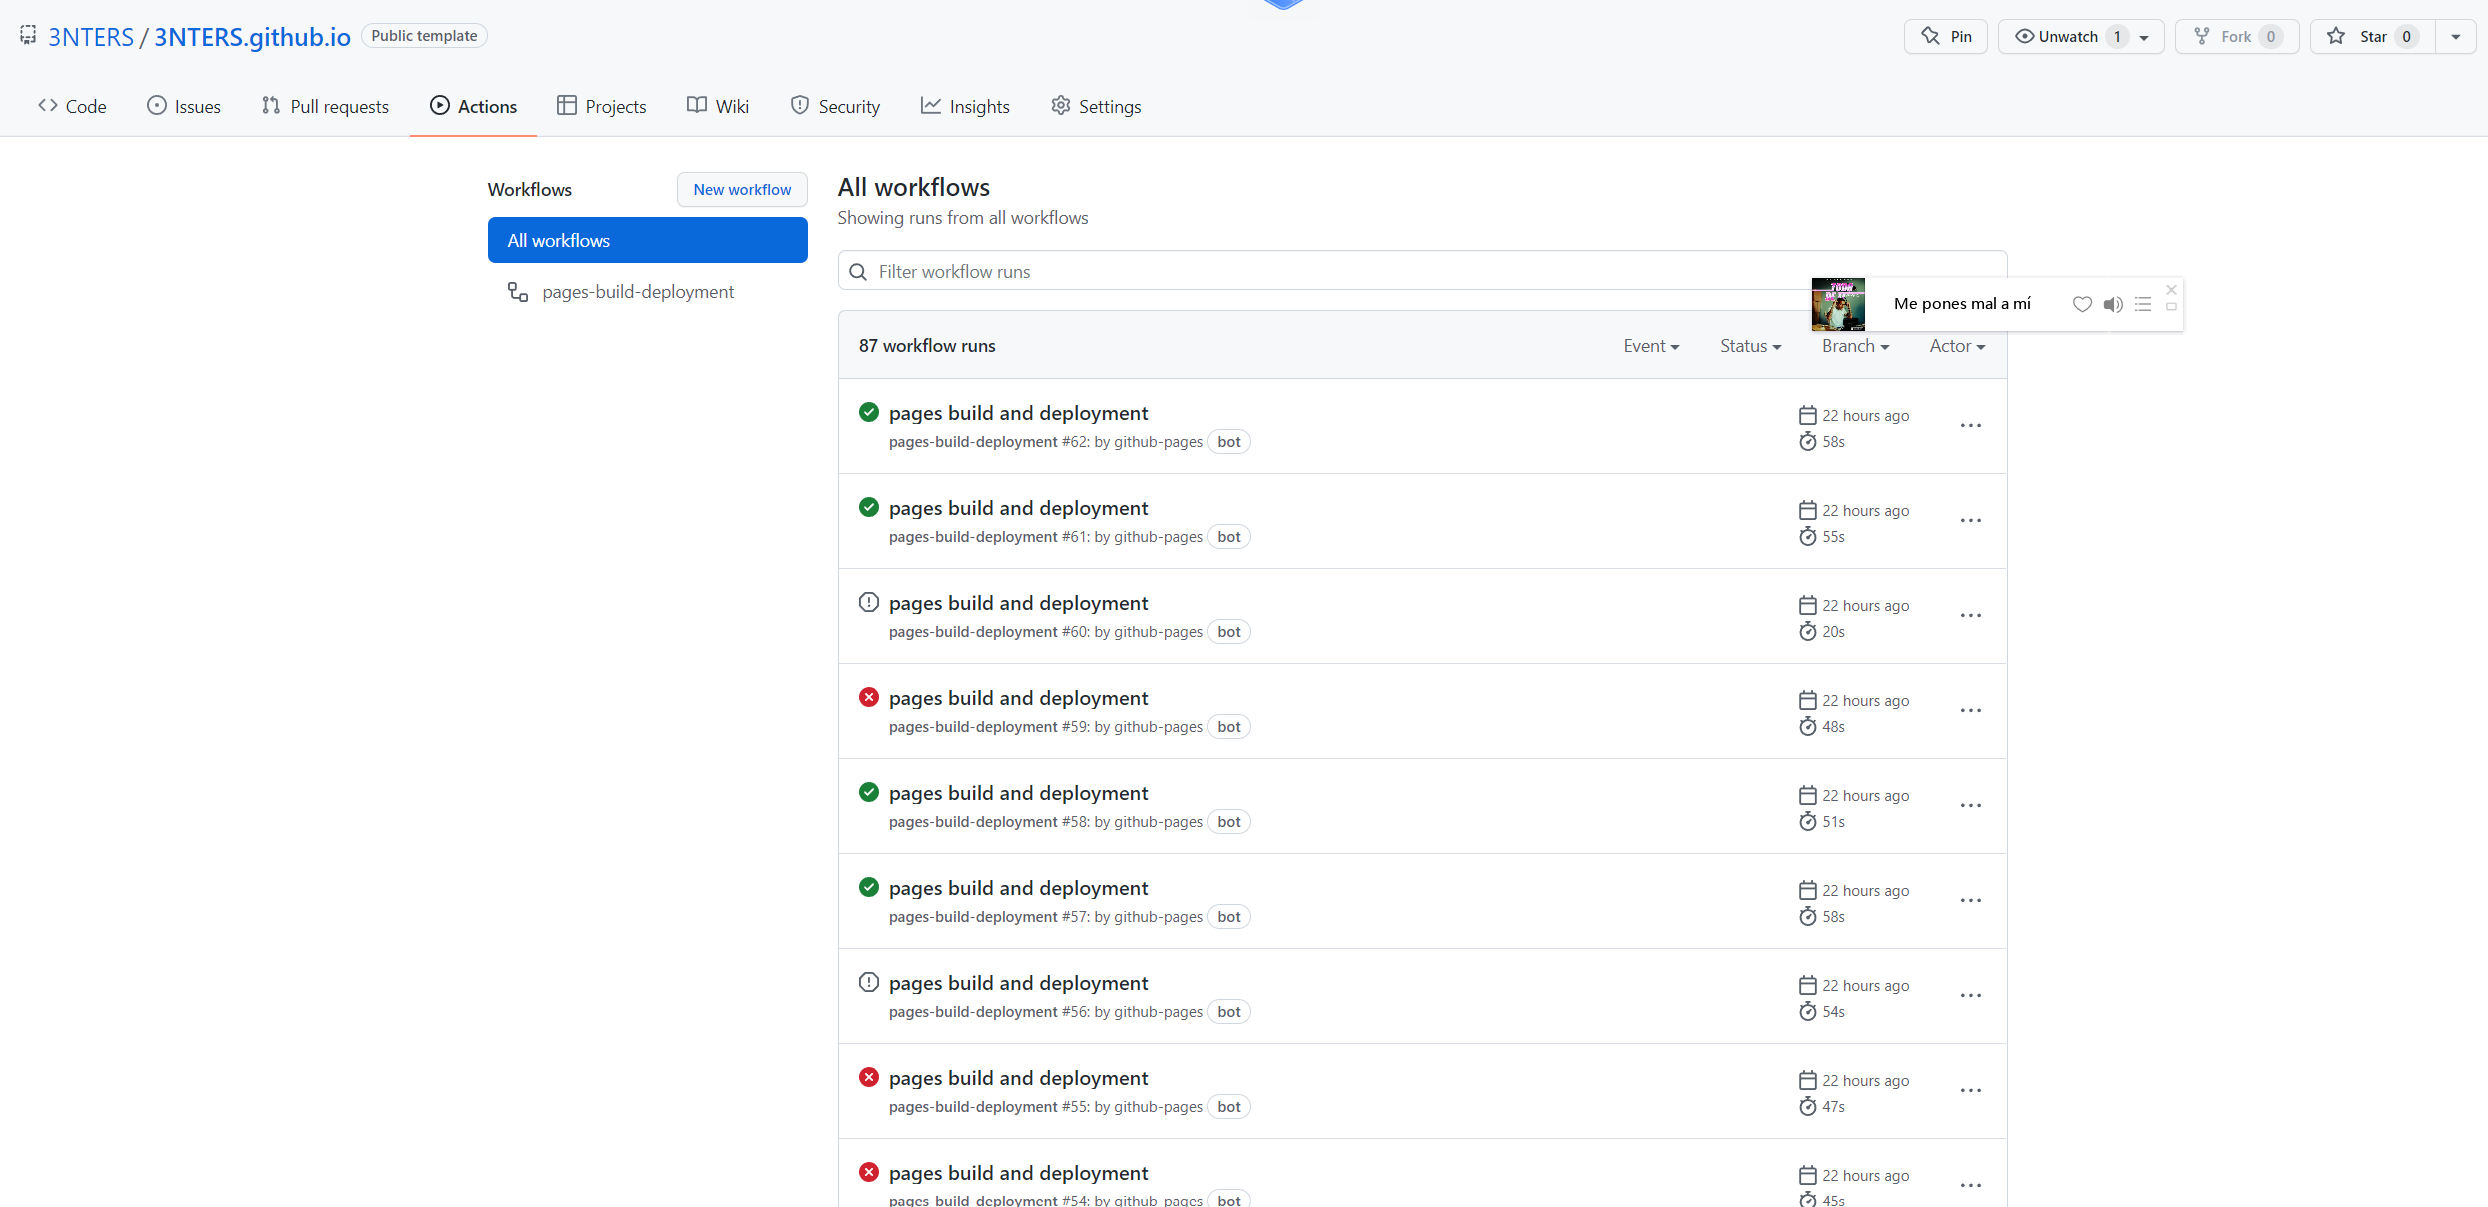 3NTERS / 3NTERS.github.io Public template
Pin Unwatch 1 Fork 0 Star 0
Code Issues Pull requests Actions Projects Wiki Security Insights Settings
Workflows New workflow
All workflows
pages-build-deployment
All workflows
Showing runs from all workflows
Filter workflow runs
Me pones mal a mí
87 workflow runs Event Status Branch Actor
pages build and deployment 22 hours ago
pages-build-deployment #62: by github-pages bot 58s
pages build and deployment 22 hours ago
pages-build-deployment #61: by github-pages bot 55s
pages build and deployment 22 hours ago
pages-build-deployment #60: by github-pages bot 20s
pages build and deployment 22 hours ago
pages-build-deployment #59: by github-pages bot 48s
pages build and deployment 22 hours ago
pages-build-deployment #58: by github-pages bot 51s
pages build and deployment 22 hours ago
pages-build-deployment #57: by github-pages bot 58s
pages build and deployment 22 hours ago
pages-build-deployment #56: by github-pages bot 54s
pages build and deployment 22 hours ago
pages-build-deployment #55: by github-pages bot 47s
pages build and deployment 22 hours ago
pages-build-deployment #54: by github-pages bot 45s